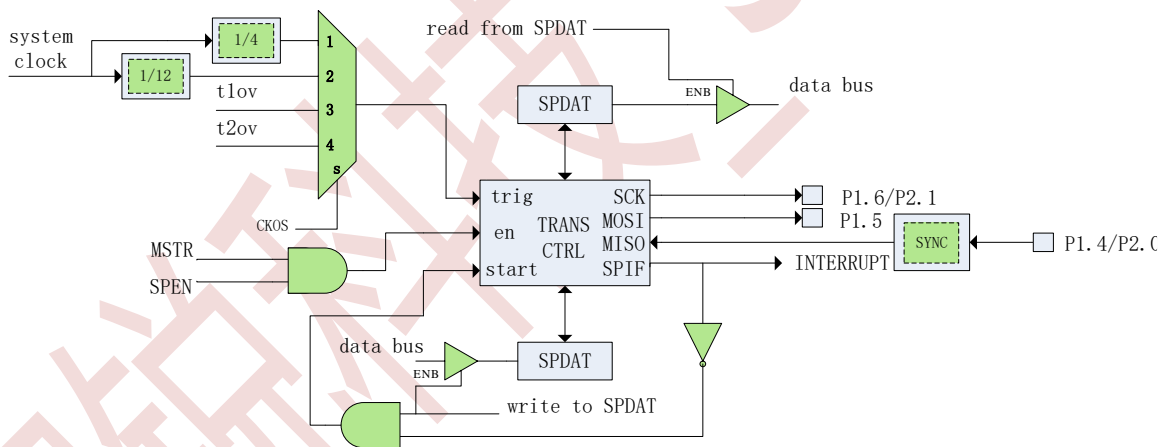 system
clock
1/4
1/12
t1ov
t2ov
1
2
3
4
s
CKOS
MSTR
SPEN
read from SPDAT
ENB
data bus
SPDAT
trig
en
start
TRANS
CTRL
SCK
MOSI
MISO
SPIF
P1.6/P2.1
P1.5
SYNC
P1.4/P2.0
INTERRUPT
data bus
ENB
SPDAT
write to SPDAT